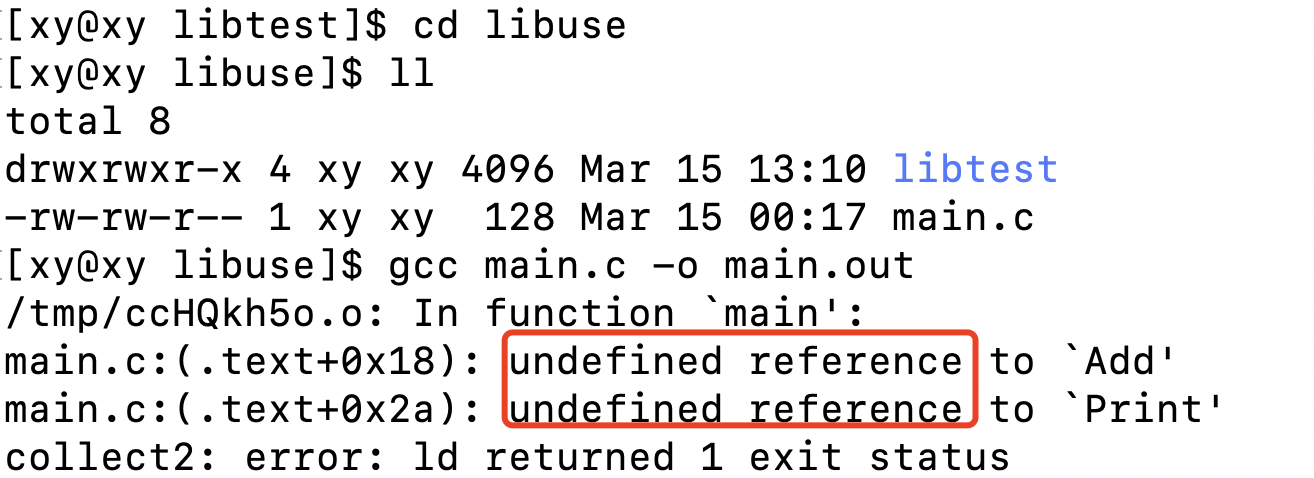 [xy@xy libtest]$ cd libuse
[xy@xy libuse]$ ll
total 8
drwxrwxr-x 4 xy xy 4096 Mar 15 13:10 libtest
-rw-rw-r-- 1 xy xy  128 Mar 15 00:17 main.c
[xy@xy libuse]$ gcc main.c -o main.out
/tmp/ccHQkh5o.o: In function `main':
main.c:(.text+0x18): undefined reference to `Add'
main.c:(.text+0x2a): undefined reference to `Print'
collect2: error: ld returned 1 exit status